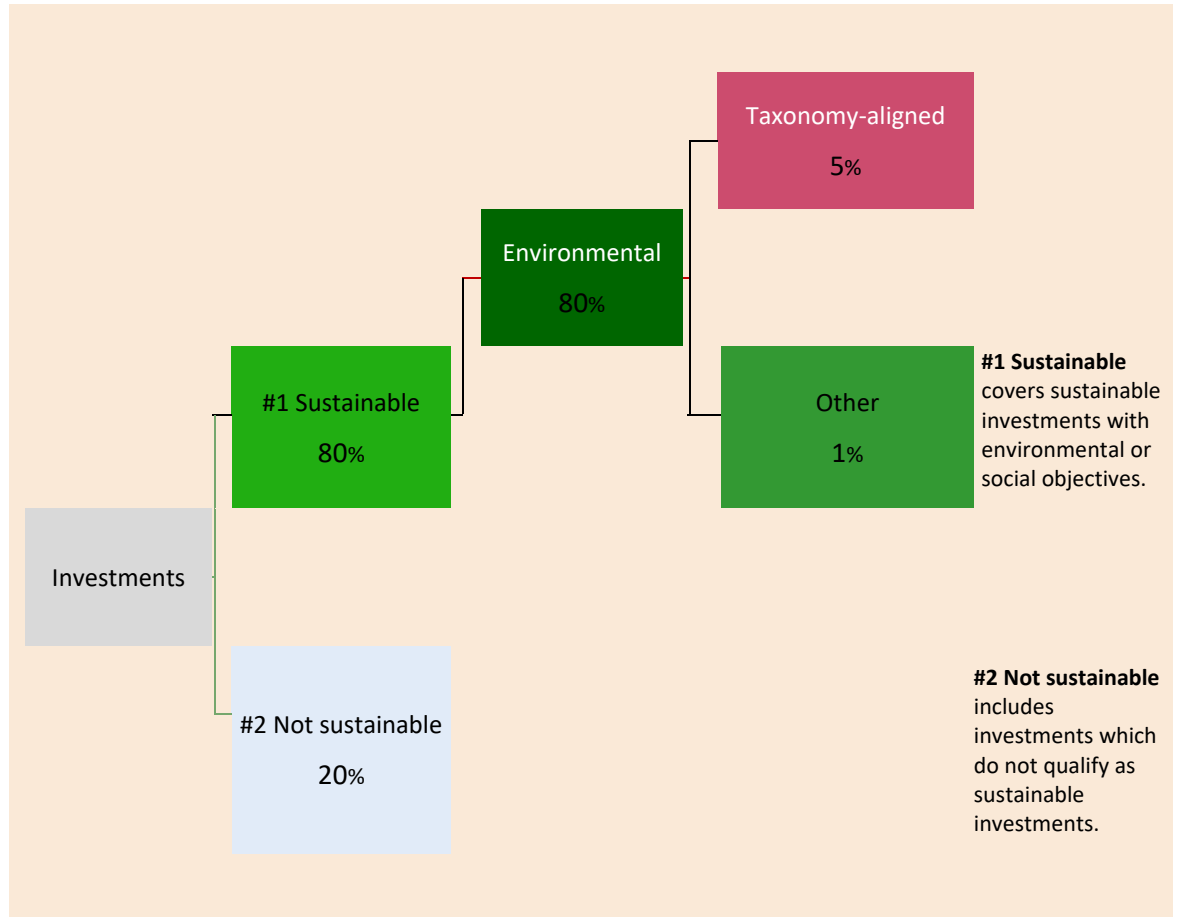 Taxonomy-aligned
5%
Environmental
80%
#1 Sustainable
80%
Other
1%
#1 Sustainable
covers sustainable
investments with
environmental or
social objectives.
Investments
#2 Not sustainable
20%
#2 Not sustainable
includes
investments which
do not qualify as
sustainable
investments.